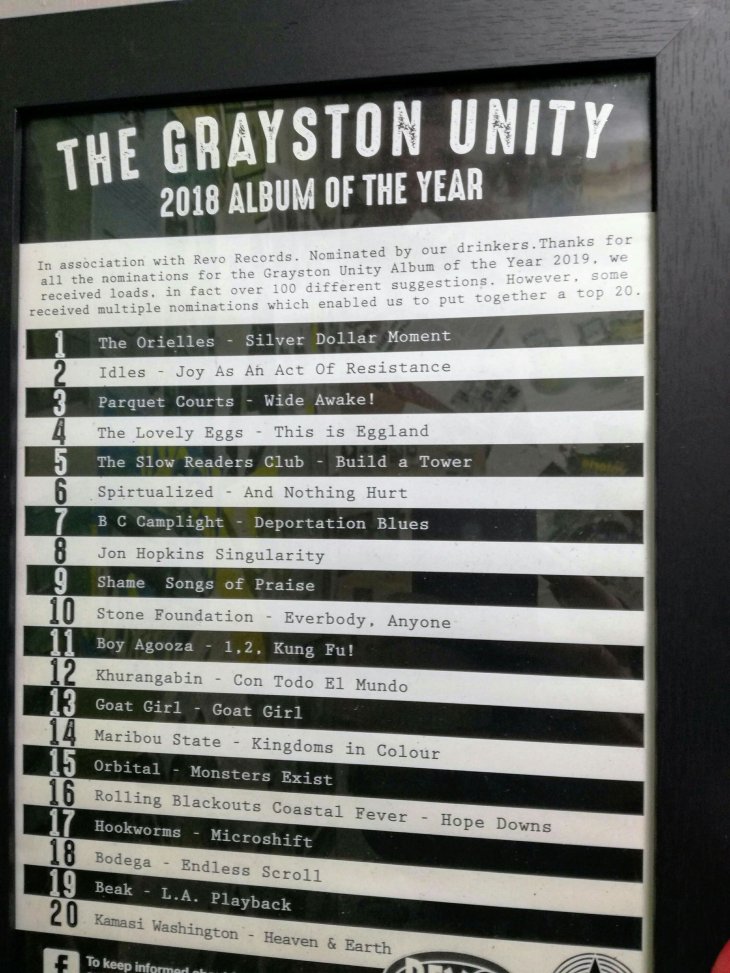 THE GRAYSTON UNITY
2018 ALBUM OF THE YEAR
In association with Revo Records. Nominated by our drinkers.Thanks for
all the nominations for the Grayston Unity Album of the Year 2019, we
received loads, in fact over 100 different suggestions. However, some
received multiple nominations which enabled us to put together a top 20.
1 The Orielles - Silver Dollar Moment
2 Idles - Joy As An Act Of Resistance
3 Parquet Courts - Wide Awake!
4 The Lovely Eggs - This is Eggland
5 The Slow Readers Club - Build a Tower
6 Spirtualized - And Nothing Hurt
7 B C Camplight - Deportation Blues
8 Jon Hopkins Singularity
9 Shame Songs of Praise
10 Stone Foundation - Everbody, Anyone
11 Boy Agooza - 1,2, Kung Fu!
12 Khurangabin - Con Todo El Mundo
13 Goat Girl - Goat Girl
14 Maribou State - Kingdoms in Colour
15 Orbital - Monsters Exist
16 Rolling Blackouts Coastal Fever - Hope Downs
17 Hookworms - Microshift
18 Bodega - Endless Scroll
19 Beak - L.A. Playback
20 Kamasi Washington - Heaven & Earth
f To keep informed